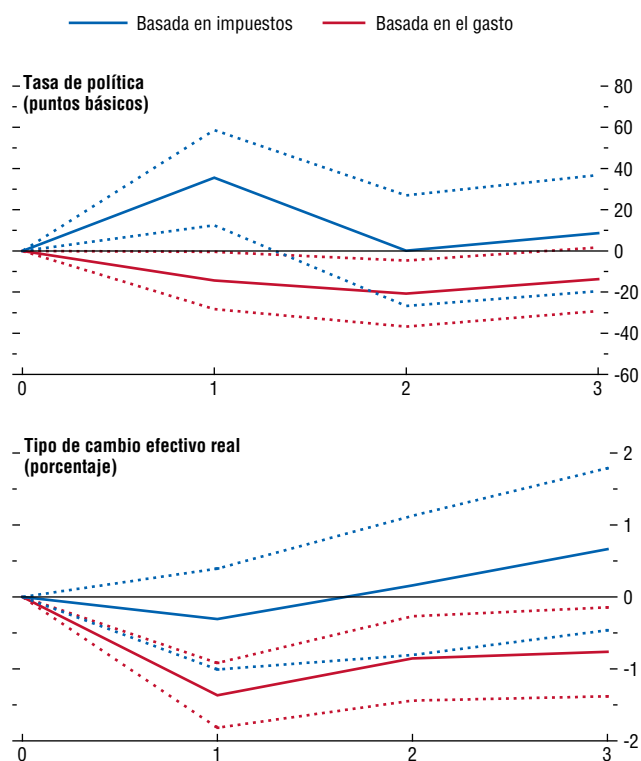 Basada en impuestos Basada en el gasto
Tasa de política
(puntos básicos)
80
60
40
20
0
-20
-40
-60
0 1 2 3
Tipo de cambio efectivo real
(porcentaje)
2
1
0
-1
-2
0 1 2 3